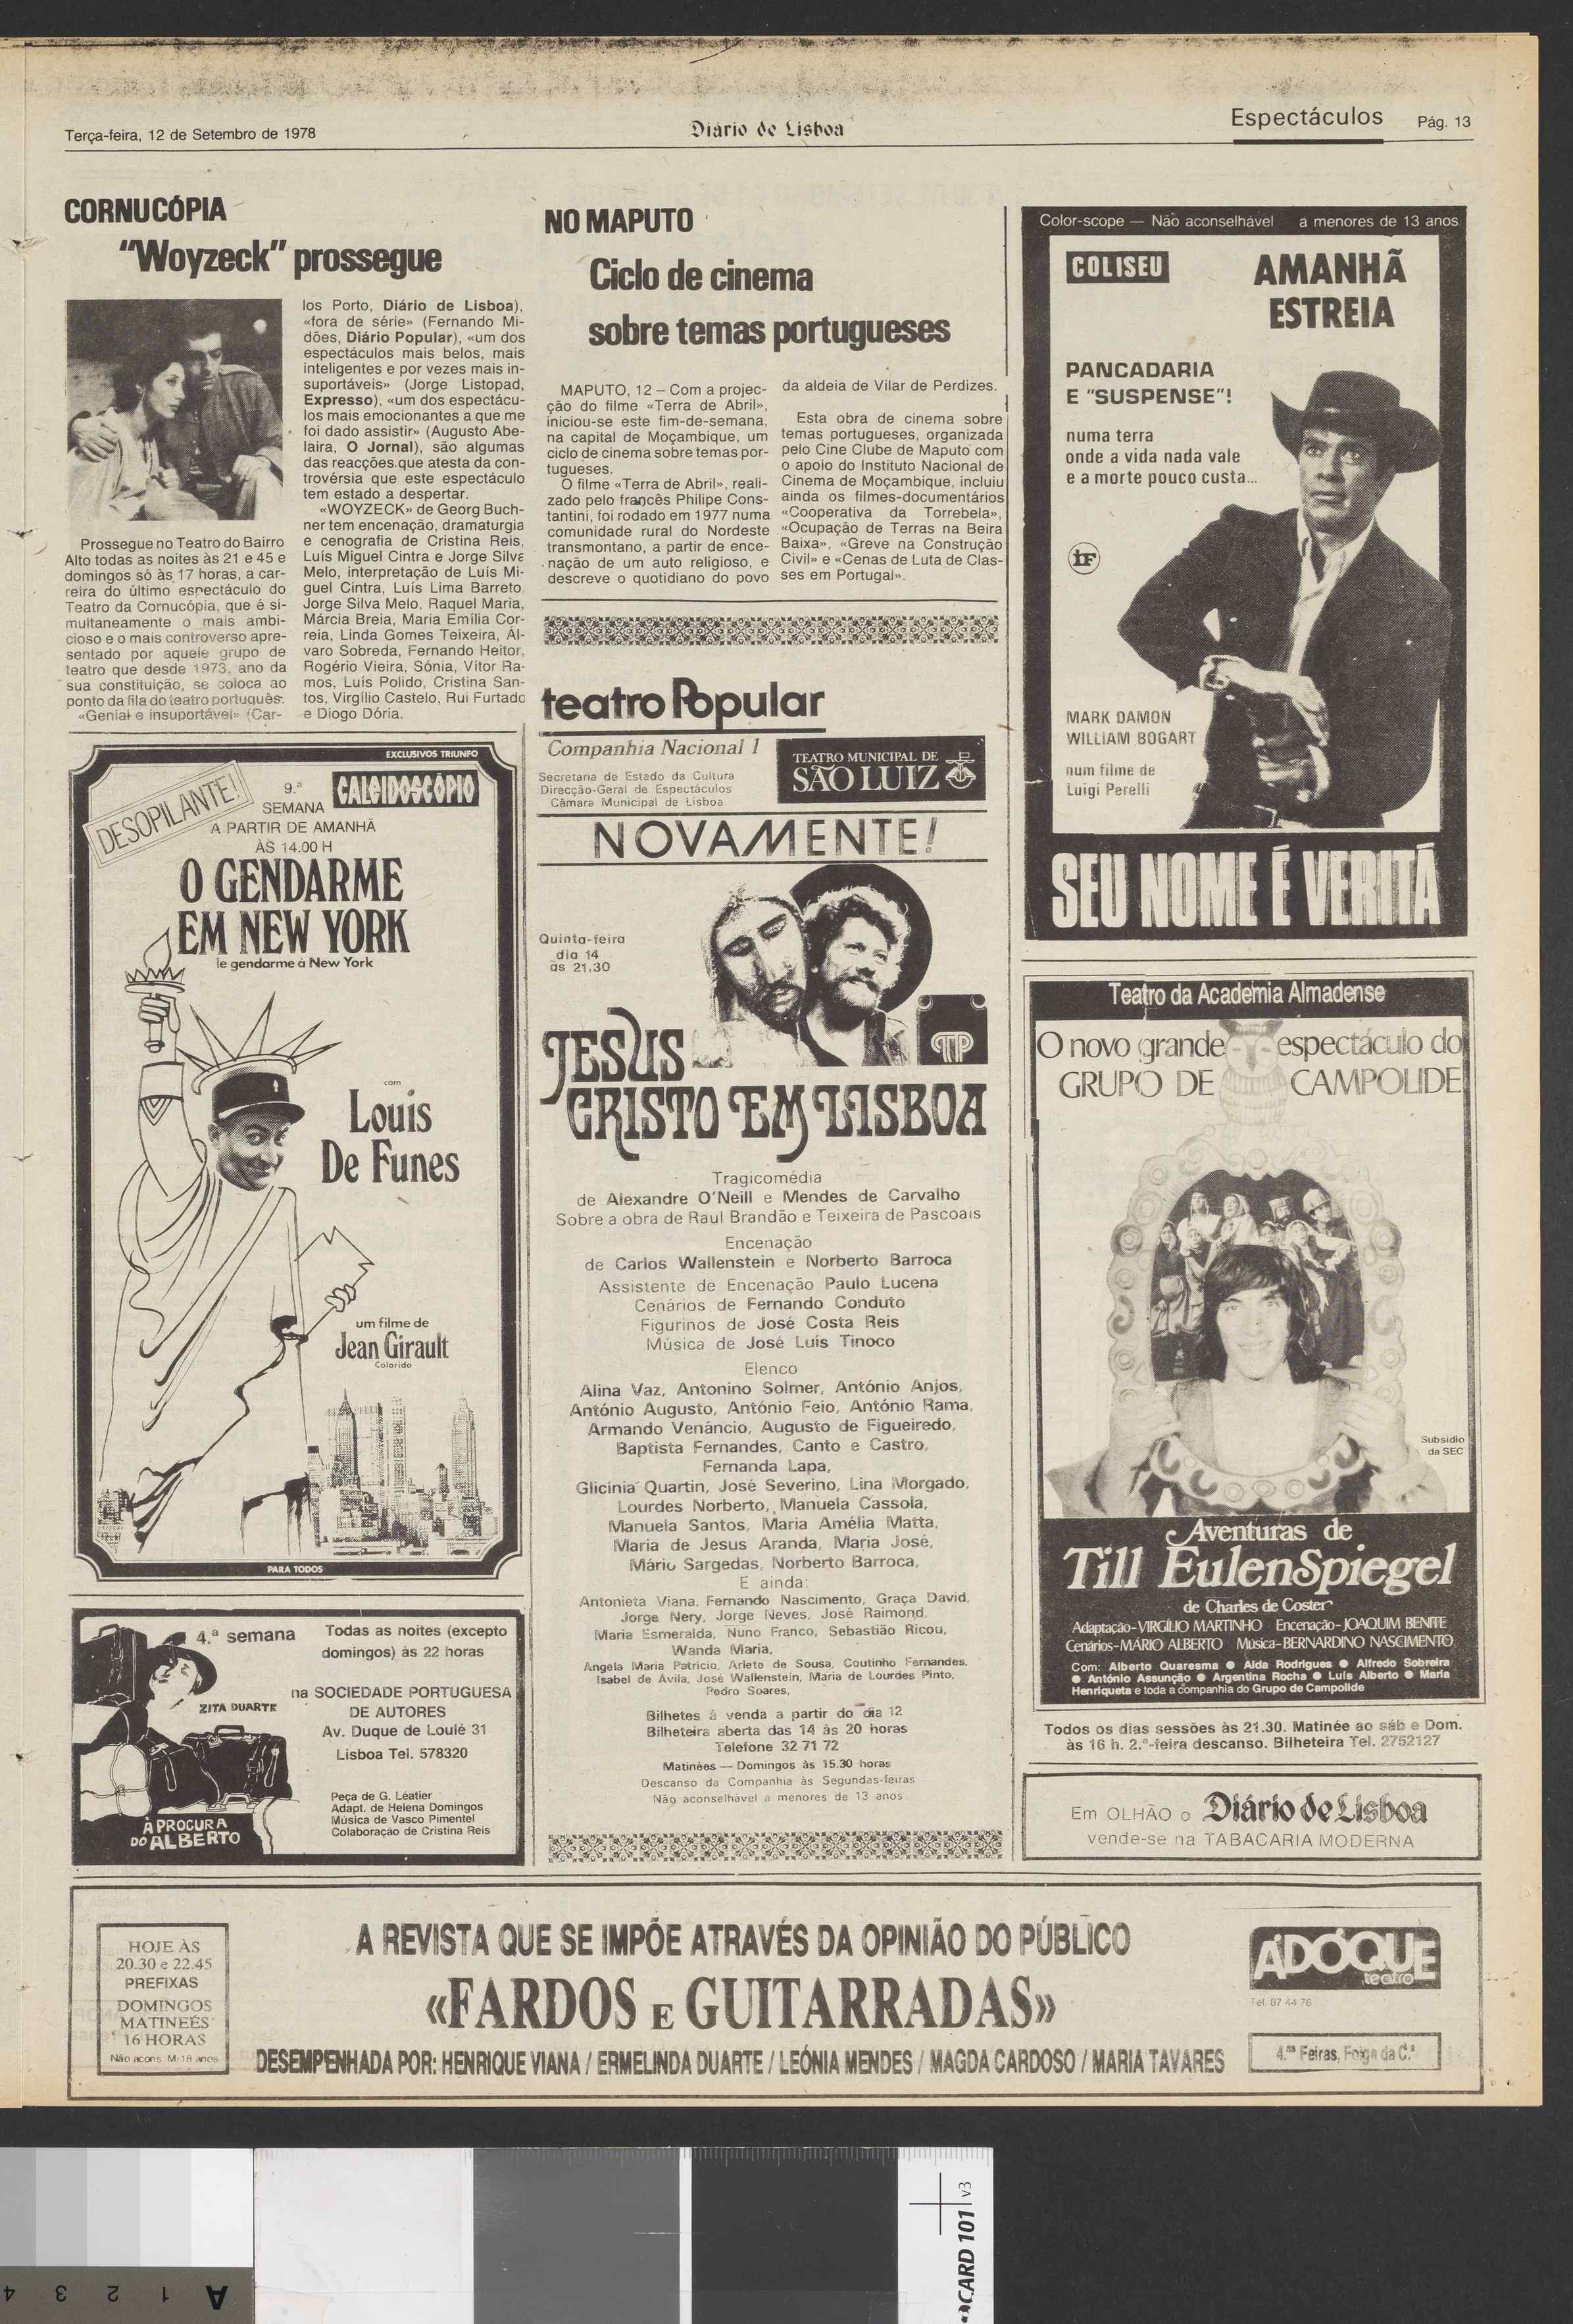 Terça-feira, 12 de Setembro de 1978
Diário de Lisboa
Espectáculos
Pág. 13
CORNUCÓPIA
"Woyzeck" prossegue
Prossegue no Teatro do Bairro
Alto todas as noites às 21 e 45 e
domingos só às 17 horas, a car-
reira do último espectáculo do
Teatro da Cornucópia, que é si-
multaneamente o mais ambi-
cioso e o mais controverso apre-
sentado por aquele grupo de
teatro que desde 1973, ano da
sua constituição, se coloca ao
ponto da fila do teatro português.
«Genial e insuportável» (Car-
los Porto, Diário de Lisboa),
«fora de série» (Fernando Mi-
dões, Diário Popular), «um dos
espectáculos mais belos, mais
inteligentes e por vezes mais in-
suportáveis» (Jorge Listopad,
Expresso), «um dos espectácu-
los mais emocionantes a que me
foi dado assistir» (Augusto Abe-
laira, O Jornal), são algumas
das reacções que atesta da con-
trovérsia que este espectáculo
tem estado a despertar.
«WOYZECK» de Georg Buch-
ner tem encenação, dramaturgia
e cenografia de Cristina Reis,
Luís Miguel Cintra e Jorge Silva
Melo, interpretação de Luís Mi-
guel Cintra, Luís Lima Barreto
Jorge Silva Melo, Raquel Maria,
Márcia Breia, Maria Emília Cor-
reia, Linda Gomes Teixeira, Ál-
varo Sobreda, Fernando Heitor,
Rogério Vieira, Sónia, Vítor Ra-
mos, Luís Polido, Cristina San-
tos, Virgílio Castelo, Rui Furtado
e Diogo Dória.
NO MAPUTO
Ciclo de cinema
sobre temas portugueses
MAPUTO, 12 – Com a projec-
ção do filme «Terra de Abril»,
iniciou-se este fim-de-semana,
na capital de Moçambique, um
ciclo de cinema sobre temas por-
tugueses.
O filme «Terra de Abril», reali-
zado pelo francês Philipe Cons-
tantini, foi rodado em 1977 numa
comunidade rural do Nordeste
transmontano, a partir de ence-
nação de um auto religioso, e
descreve o quotidiano do povo
da aldeia de Vilar de Perdizes.
Esta obra de cinema sobre
temas portugueses, organizada
pelo Cine Clube de Maputo com
o apoio do Instituto Nacional de
Cinema de Moçambique, incluiu
ainda os filmes-documentários
«Cooperativa da Torrebela»,
«Ocupação de Terras na Beira
Baixa», «Greve na Construção
Civil» e «Cenas de Luta de Clas-
ses em Portugal».
Color-scope — Não aconselhável a menores de 13 anos
COLISEU
AMANHÃ
ESTREIA
PANCADARIA
E "SUSPENSE"!
numa terra
onde a vida nada vale
e a morte pouco custa...
iF
MARK DAMON
WILLIAM BOGART
num filme de
Luigi Perelli
SEU NOME É VERITÁ
EXCLUSIVOS TRIUNFO
DESOPILANTE!
9.ª
SEMANA
CALEIDOSCÓPIO
A PARTIR DE AMANHÃ
ÀS 14.00 H
O GENDARME
EM NEW YORK
le gendarme à New York
com
Louis
De Funes
um filme de
Jean Girault
Colorido
PARA TODOS
teatro Popular
Companhia Nacional 1
Secretaria de Estado da Cultura
Direcção-Geral de Espectáculos
Câmara Municipal de Lisboa
TEATRO MUNICIPAL DE
SÃO LUIZ
NOVAMENTE!
Quinta-feira
dia 14
às 21,30
TP
JESUS
CRISTO EM LISBOA
Tragicomédia
de Alexandre O'Neill e Mendes de Carvalho
Sobre a obra de Raul Brandão e Teixeira de Pascoais
Encenação
de Carlos Wallenstein e Norberto Barroca
Assistente de Encenação Paulo Lucena
Cenários de Fernando Conduto
Figurinos de José Costa Reis
Música de José Luís Tinoco
Elenco
Alina Vaz, Antonino Solmer, António Anjos,
António Augusto, António Feio, António Rama,
Armando Venâncio, Augusto de Figueiredo,
Baptista Fernandes, Canto e Castro,
Fernanda Lapa,
Glicinia Quartin, José Severino, Lina Morgado,
Lourdes Norberto, Manuela Cassola,
Manuela Santos, Maria Amélia Matta,
Maria de Jesus Aranda, Maria José,
Mário Sargedas, Norberto Barroca,
E ainda:
Antonieta Viana, Fernando Nascimento, Graça David,
Jorge Nery, Jorge Neves, José Raimond,
Maria Esmeralda, Nuno Franco, Sebastião Ricou,
Wanda Maria,
Angela Maria Patrício, Arlete de Sousa, Coutinho Fernandes,
Isabel de Ávila, José Wallenstein, Maria de Lourdes Pinto,
Pedro Soares,
Bilhetes à venda a partir do dia 12
Bilheteira aberta das 14 às 20 horas
Telefone 32 71 72
Matinées — Domingos às 15.30 horas
Descanso da Companhia às Segundas-feiras
Não aconselhável a menores de 13 anos
Teatro da Academia Almadense
O novo grande espectáculo do
GRUPO DE CAMPOLIDE
Subsídio
da SEC
Aventuras de
Till EulenSpiegel
de Charles de Coster
Adaptação-VIRGÍLIO MARTINHO Encenação-JOAQUIM BENITE
Cenários-MÁRIO ALBERTO Música-BERNARDINO NASCIMENTO
Com: Alberto Quaresma ● Alda Rodrigues ● Alfredo Sobreira
● António Assunção ● Argentina Rocha ● Luís Alberto ● Maria
Henriqueta e toda a companhia do Grupo de Campolide
Todos os dias sessões às 21.30. Matinée ao sáb e Dom.
às 16 h. 2.ª-feira descanso. Bilheteira Tel. 2752127
4.ª semana
Todas as noites (excepto
domingos) às 22 horas
ZITA DUARTE
na SOCIEDADE PORTUGUESA
DE AUTORES
Av. Duque de Loulé 31
Lisboa Tel. 578320
Peça de G. Léatier
Adapt. de Helena Domingos
Música de Vasco Pimentel
Colaboração de Cristina Reis
À PROCURA
DO ALBERTO
Em OLHÃO o Diário de Lisboa
vende-se na TABACARIA MODERNA
HOJE ÀS
20.30 e 22.45
PREFIXAS
DOMINGOS
MATINEÉS
16 HORAS
Não acons. M/18 anos
A REVISTA QUE SE IMPÕE ATRAVÉS DA OPINIÃO DO PÚBLICO
«FARDOS E GUITARRADAS»
DESEMPENHADA POR: HENRIQUE VIANA / ERMELINDA DUARTE / LEÓNIA MENDES / MAGDA CARDOSO / MARIA TAVARES
ÁDÓQUE
teatro
Tel. 87 44 76
4.ªs Feiras, Folga da C.ª
A 1 2 3 4
CARD 101 v3